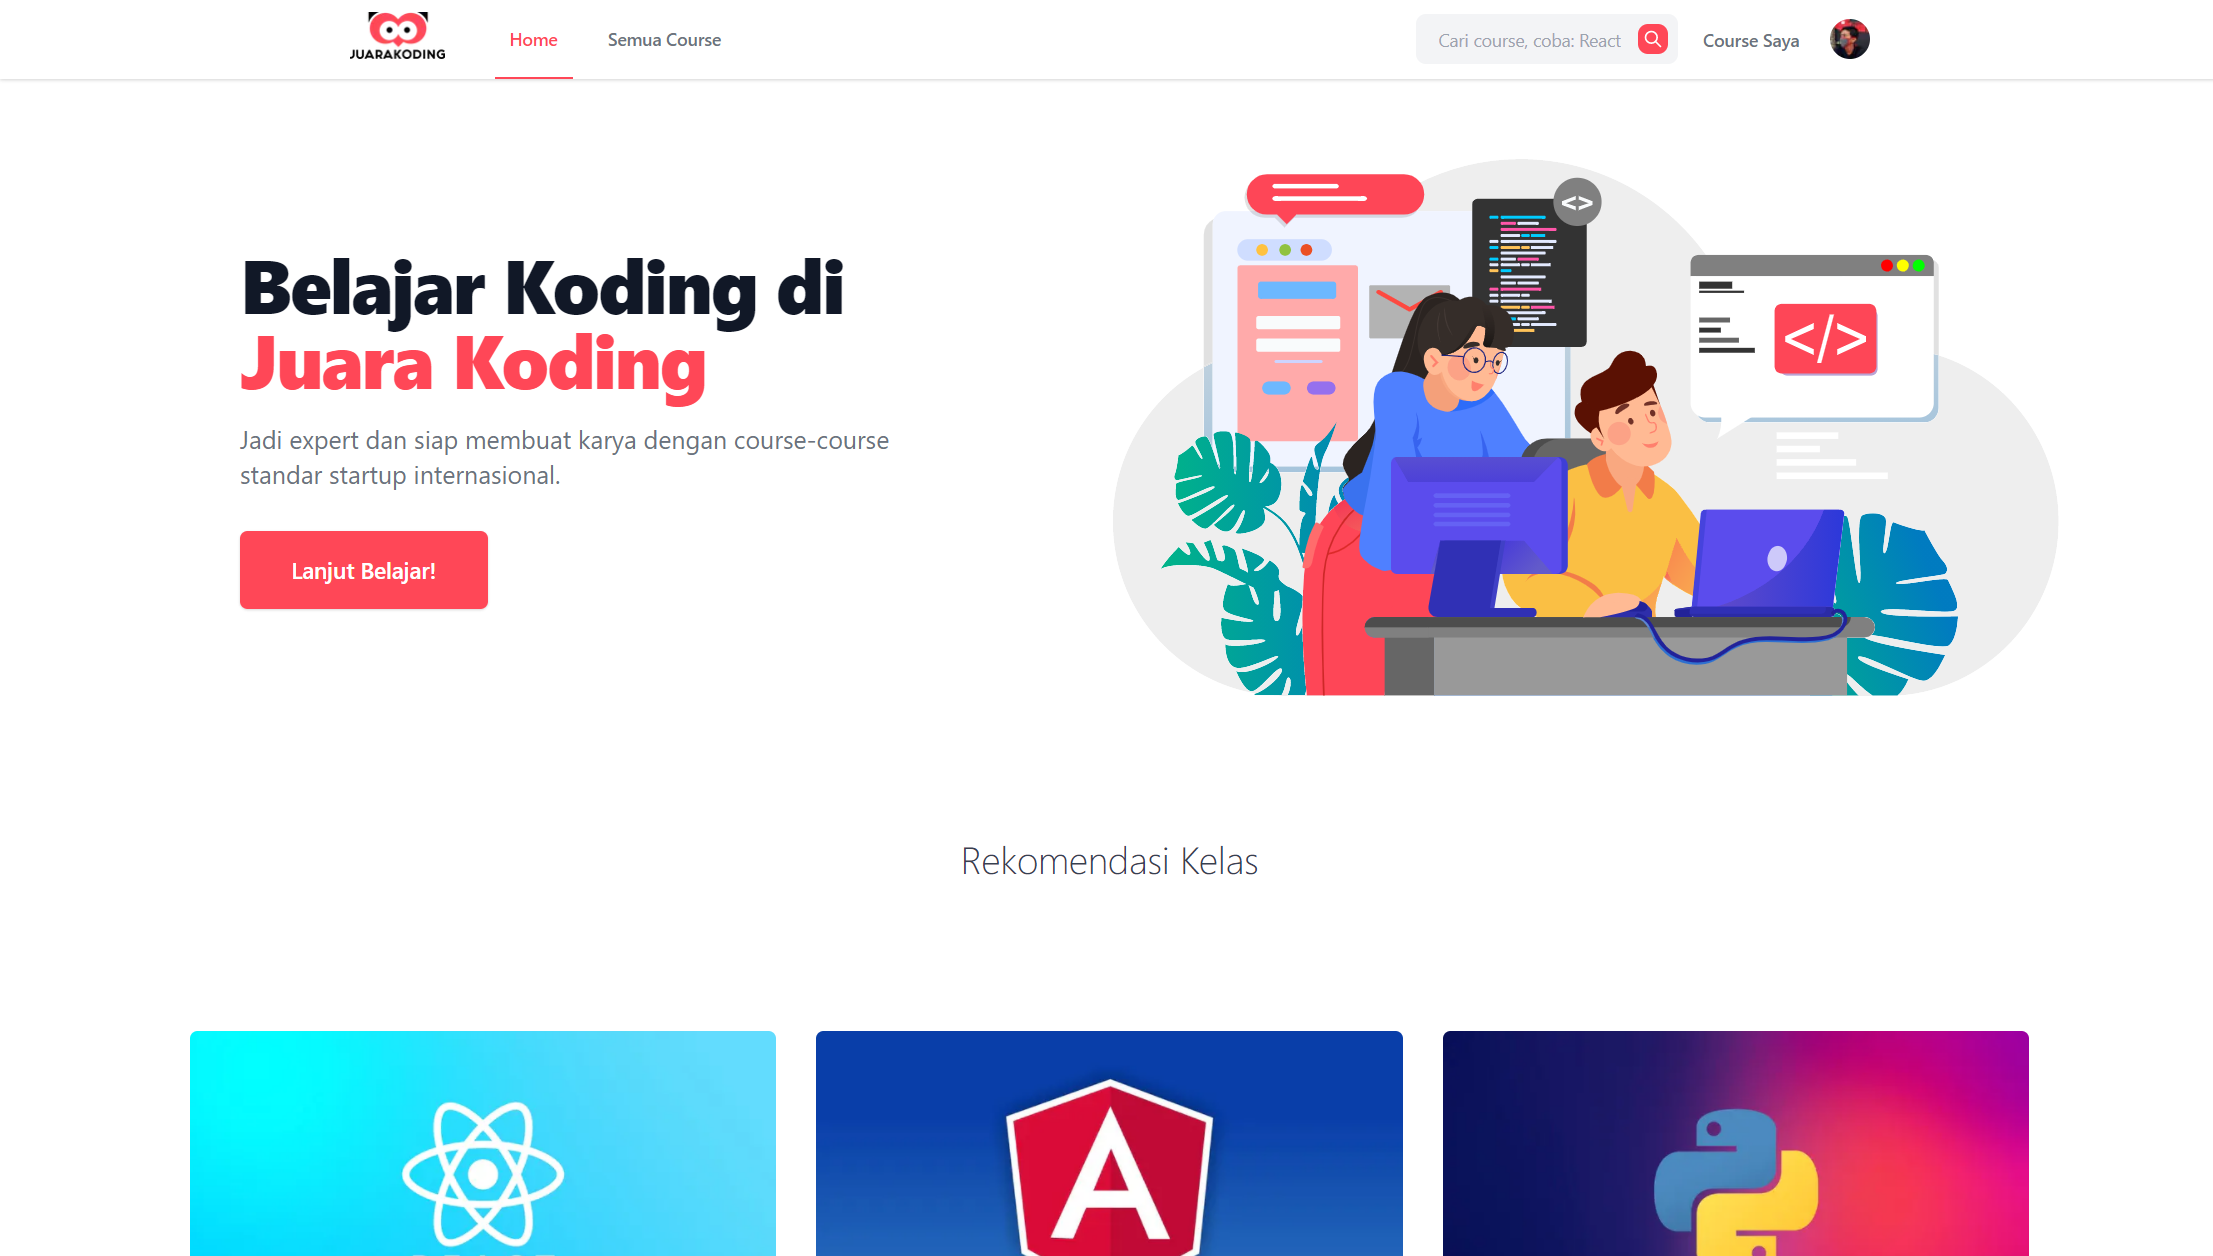 JUARAKODING
Home
Semua Course
Cari course, coba: React
Course Saya
Belajar Koding di
Juara Koding
Jadi expert dan siap membuat karya dengan course-course
standar startup internasional.
Lanjut Belajar!
<>
</>
Rekomendasi Kelas
A